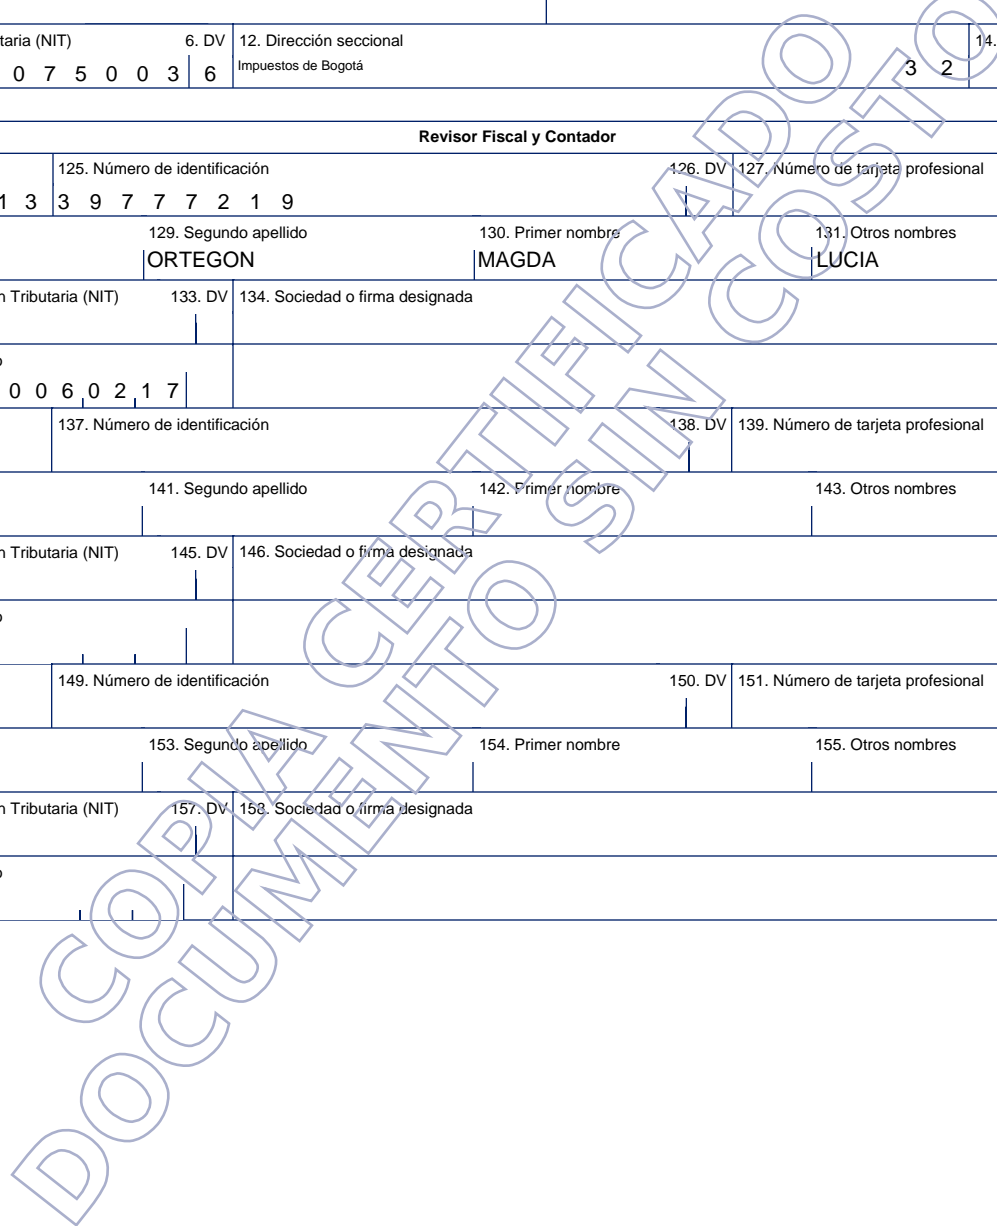 taria (NIT) 6. DV 12. Dirección seccional 14.
0 7 5 0 0 3 6 Impuestos de Bogotá 3 2
Revisor Fiscal y Contador
125. Número de identificación 126. DV 127. Número de tarjeta profesional
1 3 3 9 7 7 7 2 1 9
129. Segundo apellido 130. Primer nombre 131. Otros nombres
ORTEGON MAGDA LUCIA
n Tributaria (NIT) 133. DV 134. Sociedad o firma designada
o
0 0 6 0 2 1 7
137. Número de identificación 138. DV 139. Número de tarjeta profesional
141. Segundo apellido 142. Primer nombre 143. Otros nombres
n Tributaria (NIT) 145. DV 146. Sociedad o firma designada
o
149. Número de identificación 150. DV 151. Número de tarjeta profesional
153. Segundo apellido 154. Primer nombre 155. Otros nombres
n Tributaria (NIT) 157. DV 158. Sociedad o firma designada
o
COPIA CERTIFICADO
DOCUMENTO SIN COSTO